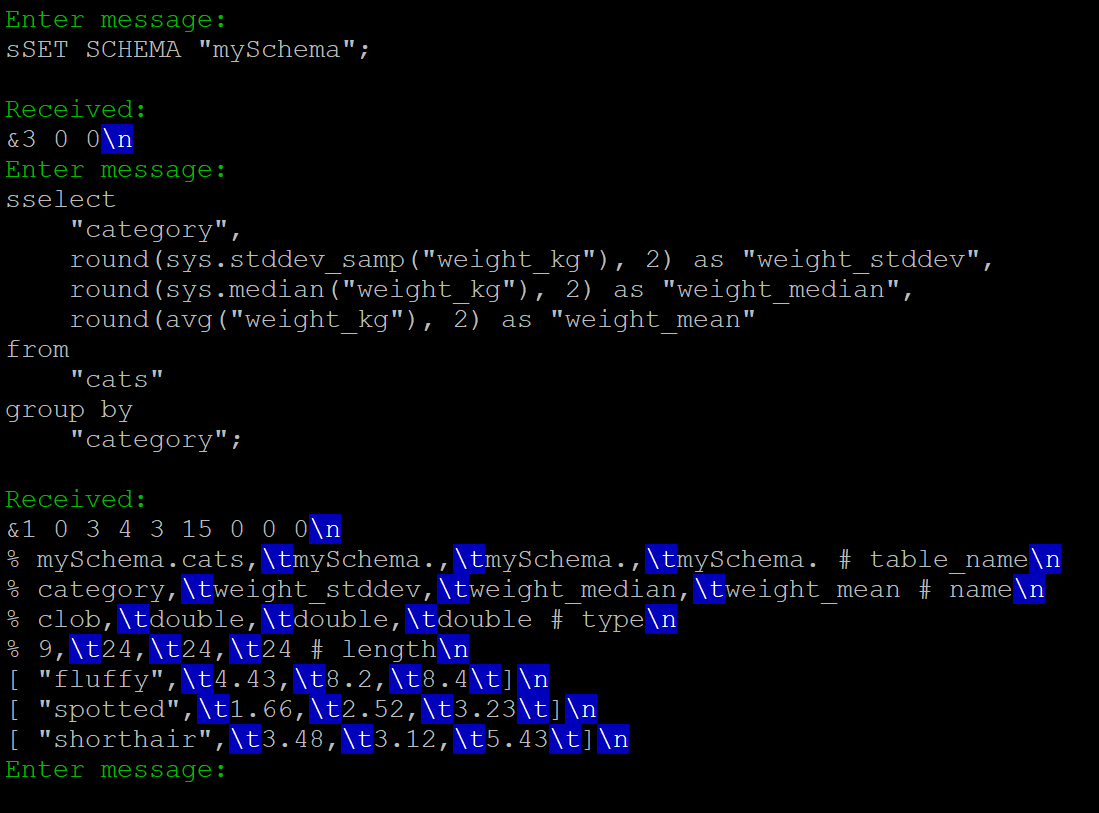 Enter message:
sSET SCHEMA "mySchema";
Received:
&3 0 0\n
Enter message:
sselect
    "category",
    round(sys.stddev_samp("weight_kg"), 2) as "weight_stddev",
    round(sys.median("weight_kg"), 2) as "weight_median",
    round(avg("weight_kg"), 2) as "weight_mean"
from
    "cats"
group by
    "category";
Received:
&1 0 3 4 3 15 0 0 0\n
% mySchema.cats,\tmySchema.,\tmySchema.,\tmySchema. # table_name\n
% category,\tweight_stddev,\tweight_median,\tweight_mean # name\n
% clob,\tdouble,\tdouble,\tdouble # type\n
% 9,\t24,\t24,\t24 # length\n
[ "fluffy",\t4.43,\t8.2,\t8.4\t]\n
[ "spotted",\t1.66,\t2.52,\t3.23\t]\n
[ "shorthair",\t3.48,\t3.12,\t5.43\t]\n
Enter message: